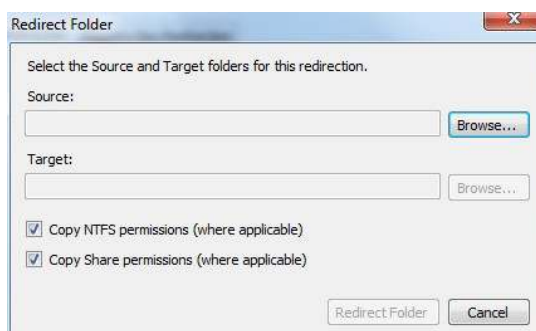 Redirect Folder
Select the Source and Target folders for this redirection.
Source:
Browse...
Target:
Browse...
Copy NTFS permissions (where applicable)
Copy Share permissions (where applicable)
Redirect Folder Cancel